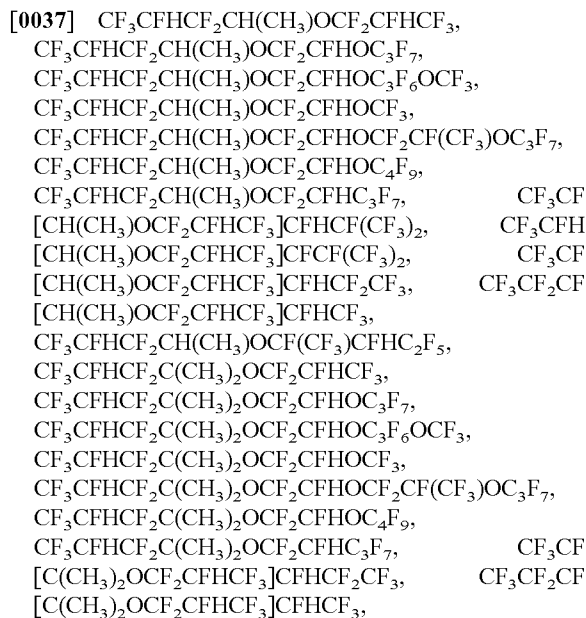 [0037] CF₃CFHCF₂CH(CH₃)OCF₂CFHCF₃,
CF₃CFHCF₂CH(CH₃)OCF₂CFHOC₃F₇,
CF₃CFHCF₂CH(CH₃)OCF₂CFHOC₃F₆OCF₃,
CF₃CFHCF₂CH(CH₃)OCF₂CFHOCF₃,
CF₃CFHCF₂CH(CH₃)OCF₂CFHOCF₂CF(CF₃)OC₃F₇,
CF₃CFHCF₂CH(CH₃)OCF₂CFHOC₄F₉,
CF₃CFHCF₂CH(CH₃)OCF₂CFHC₃F₇, CF₃CF
[CH(CH₃)OCF₂CFHCF₃]CFHCF(CF₃)₂, CF₃CFH
[CH(CH₃)OCF₂CFHCF₃]CFCF(CF₃)₂, CF₃CF
[CH(CH₃)OCF₂CFHCF₃]CFHCF₂CF₃, CF₃CF₂CF
[CH(CH₃)OCF₂CFHCF₃]CFHCF₃,
CF₃CFHCF₂CH(CH₃)OCF(CF₃)CFHC₂F₅,
CF₃CFHCF₂C(CH₃)₂OCF₂CFHCF₃,
CF₃CFHCF₂C(CH₃)₂OCF₂CFHOC₃F₇,
CF₃CFHCF₂C(CH₃)₂OCF₂CFHOC₃F₆OCF₃,
CF₃CFHCF₂C(CH₃)₂OCF₂CFHOCF₃,
CF₃CFHCF₂C(CH₃)₂OCF₂CFHOCF₂CF(CF₃)OC₃F₇,
CF₃CFHCF₂C(CH₃)₂OCF₂CFHOC₄F₉,
CF₃CFHCF₂C(CH₃)₂OCF₂CFHC₃F₇, CF₃CF
[C(CH₃)₂OCF₂CFHCF₃]CFHCF₂CF₃, CF₃CF₂CF
[C(CH₃)₂OCF₂CFHCF₃]CFHCF₃,